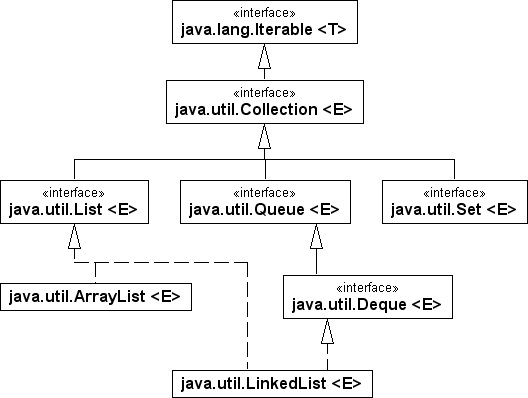 «interface»
java.lang.Iterable <T>
«interface»
java.util.Collection <E>
«interface»
java.util.List <E>
«interface»
java.util.Queue <E>
«interface»
java.util.Set <E>
java.util.ArrayList <E>
«interface»
java.util.Deque <E>
java.util.LinkedList <E>